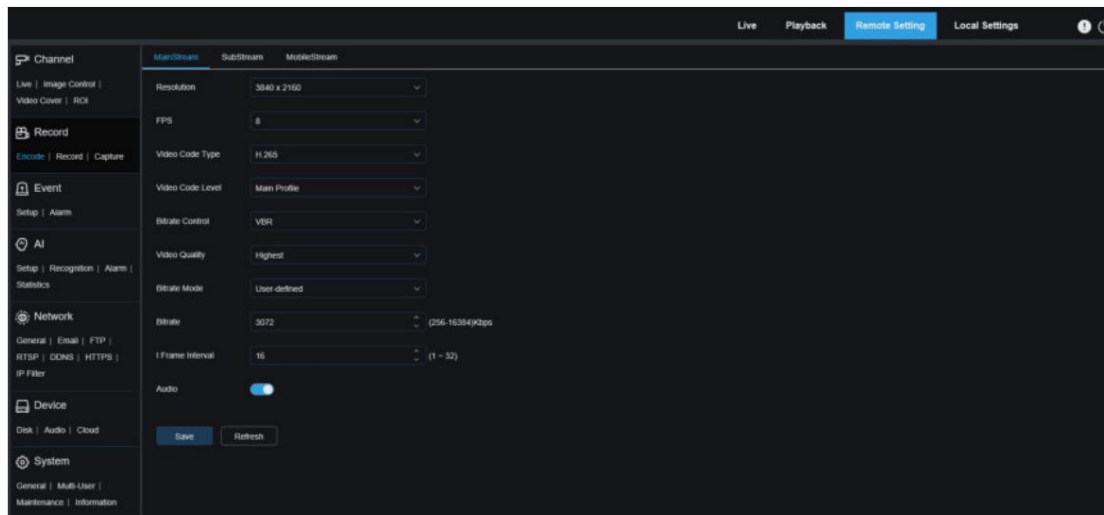 Live Playback Remote Setting Local Settings
Channel
Live | Image Control |
Video Cover | ROI
Record
Encode | Record | Capture
Event
Setup | Alarm
AI
Setup | Recognition | Alarm |
Statistics
Network
General | Email | FTP |
RTSP | DDNS | HTTPS |
IP Filter
Device
Disk | Audio | Cloud
System
General | Multi-User |
Maintenance | Information
MainStream SubStream MobileStream
Resolution 3840 x 2160
FPS 8
Video Code Type H.265
Video Code Level Main Profile
Bitrate Control VBR
Video Quality Highest
Bitrate Mode User-defined
Bitrate 3072 (256-16384)Kbps
I Frame Interval 16 (1 ~ 32)
Audio
Save Refresh